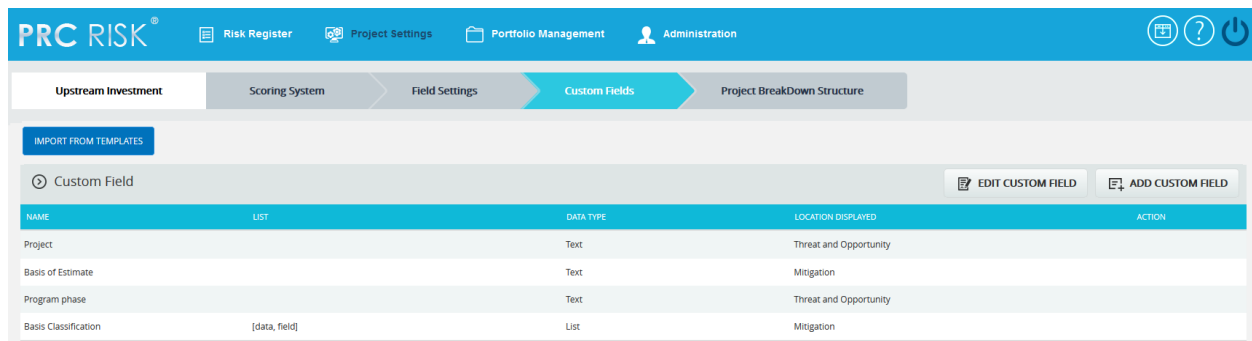 PRC RISK®
Risk Register
Project Settings
Portfolio Management
Administration
?
Upstream Investment
Scoring System
Field Settings
Custom Fields
Project BreakDown Structure
IMPORT FROM TEMPLATES
Custom Field
EDIT CUSTOM FIELD
ADD CUSTOM FIELD
NAME LIST DATA TYPE LOCATION DISPLAYED ACTION
Project Text Threat and Opportunity
Basis of Estimate Text Mitigation
Program phase Text Threat and Opportunity
Basis Classification [data, field] List Mitigation